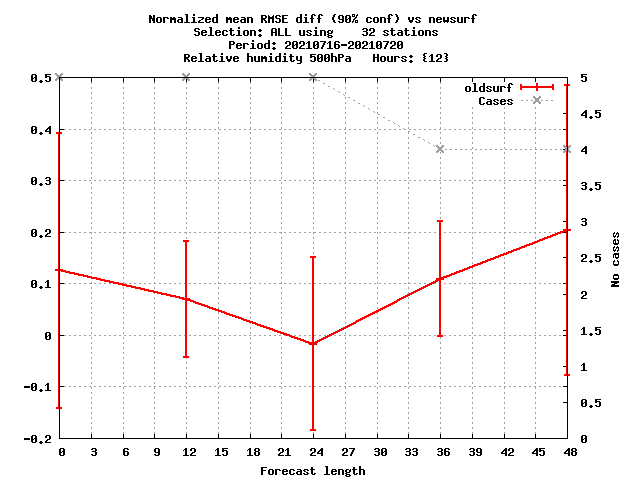 Normalized mean RMSE diff (90% conf) vs newsurf
Selection: ALL using    32 stations
Period: 20210716-20210720
Relative humidity 500hPa   Hours: {12}
oldsurf
Cases
0.5
0.4
0.3
0.2
0.1
0
-0.1
-0.2
5
4.5
4
3.5
3
2.5
2
1.5
1
0.5
0
No cases
0 3 6 9 12 15 18 21 24 27 30 33 36 39 42 45 48
Forecast length